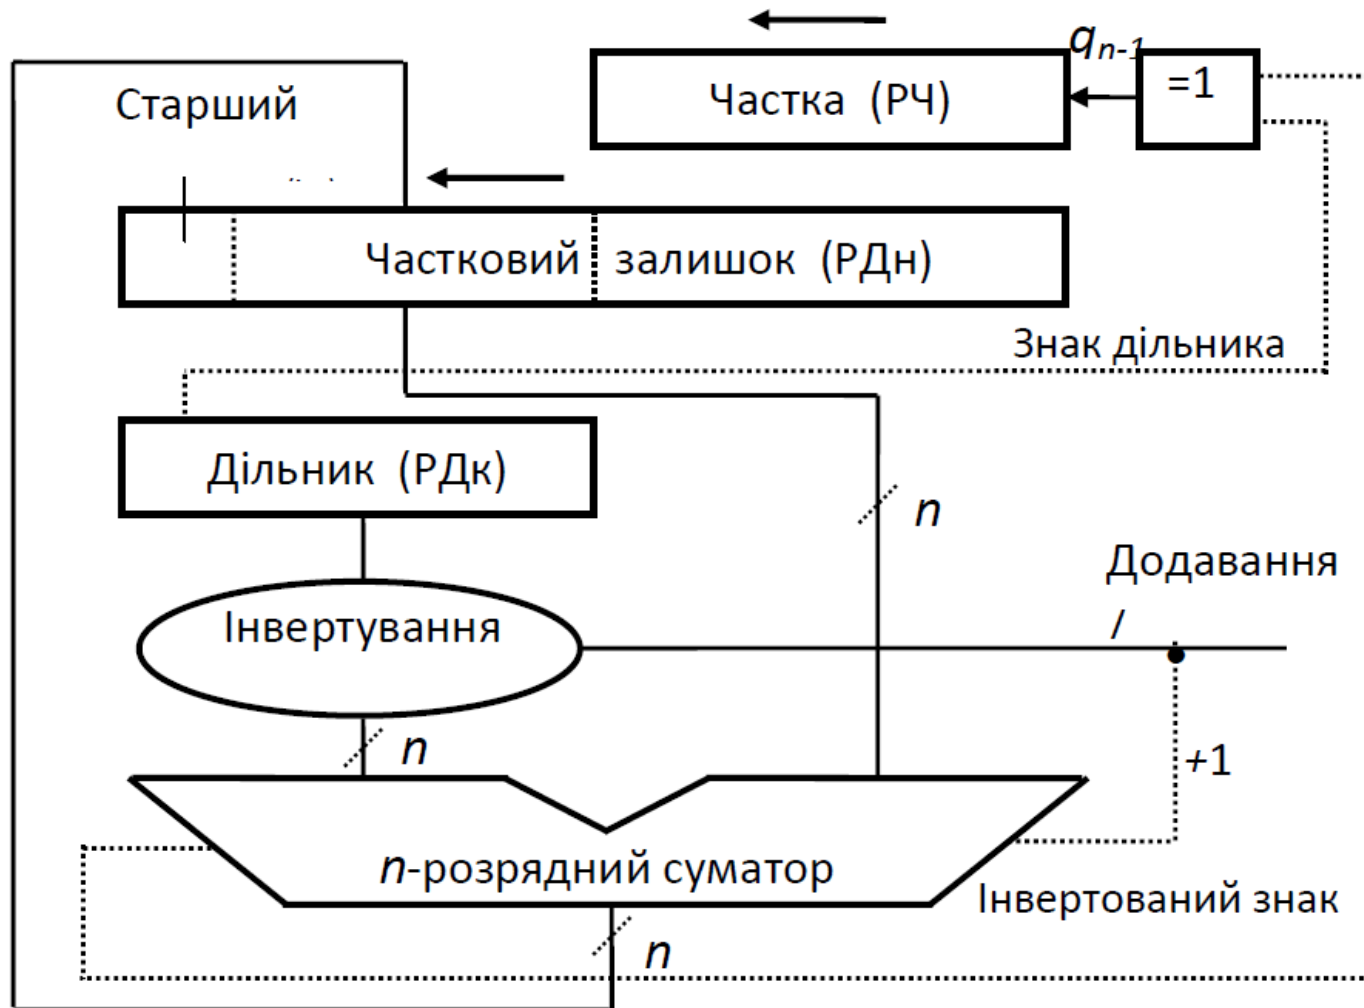 q n-1
=1
Частка (РЧ)
Старший
Частковий залишок (РДн)
Знак дільника
Дільник (РДк)
n
Додавання
/
Інвертування
n
+1
n-розрядний суматор
Інвертований знак
n